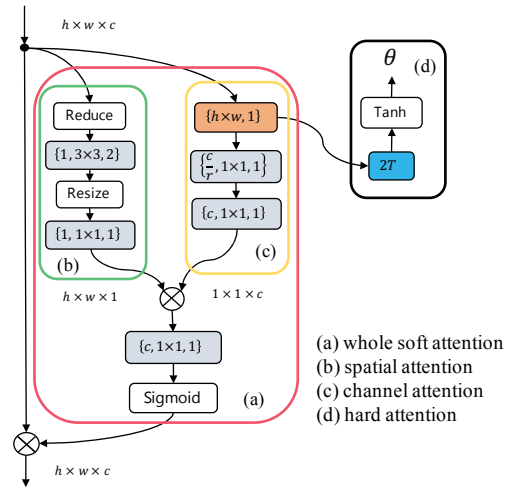 h×w×c
(d)
θ
Tanh
2T
Reduce
{1, 3×3, 2}
Resize
{1, 1×1, 1}
(b)
{h×w, 1}
{c/r, 1×1, 1}
{c, 1×1, 1}
(c)
h×w×1
1×1×c
{c, 1×1, 1}
Sigmoid
(a)
h×w×c
(a) whole soft attention
(b) spatial attention
(c) channel attention
(d) hard attention